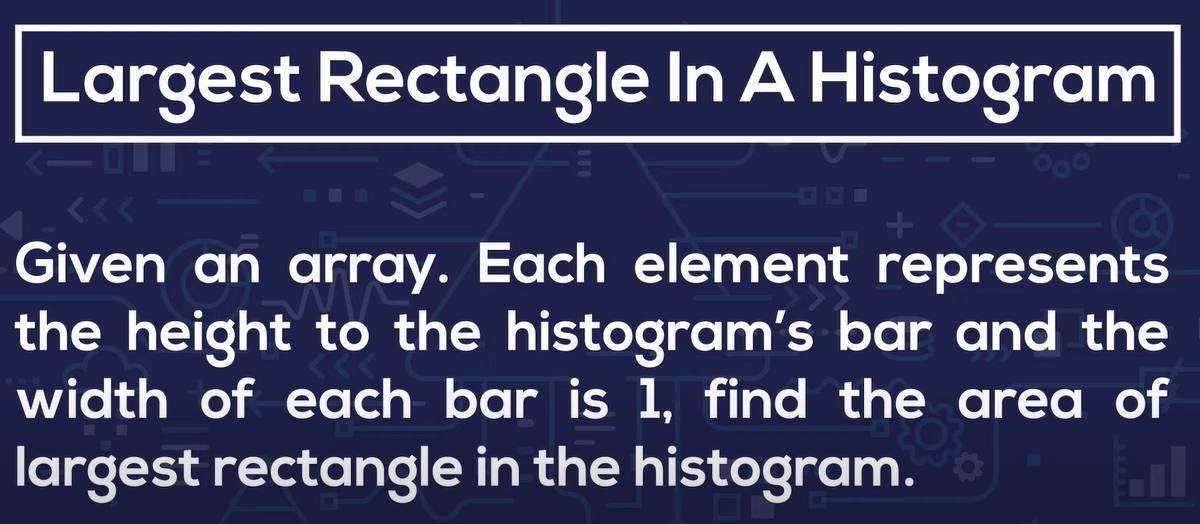 Largest Rectangle In A Histogram
Given an array. Each element represents
the height to the histogram's bar and the
width of each bar is 1, find the area of
largest rectangle in the histogram.